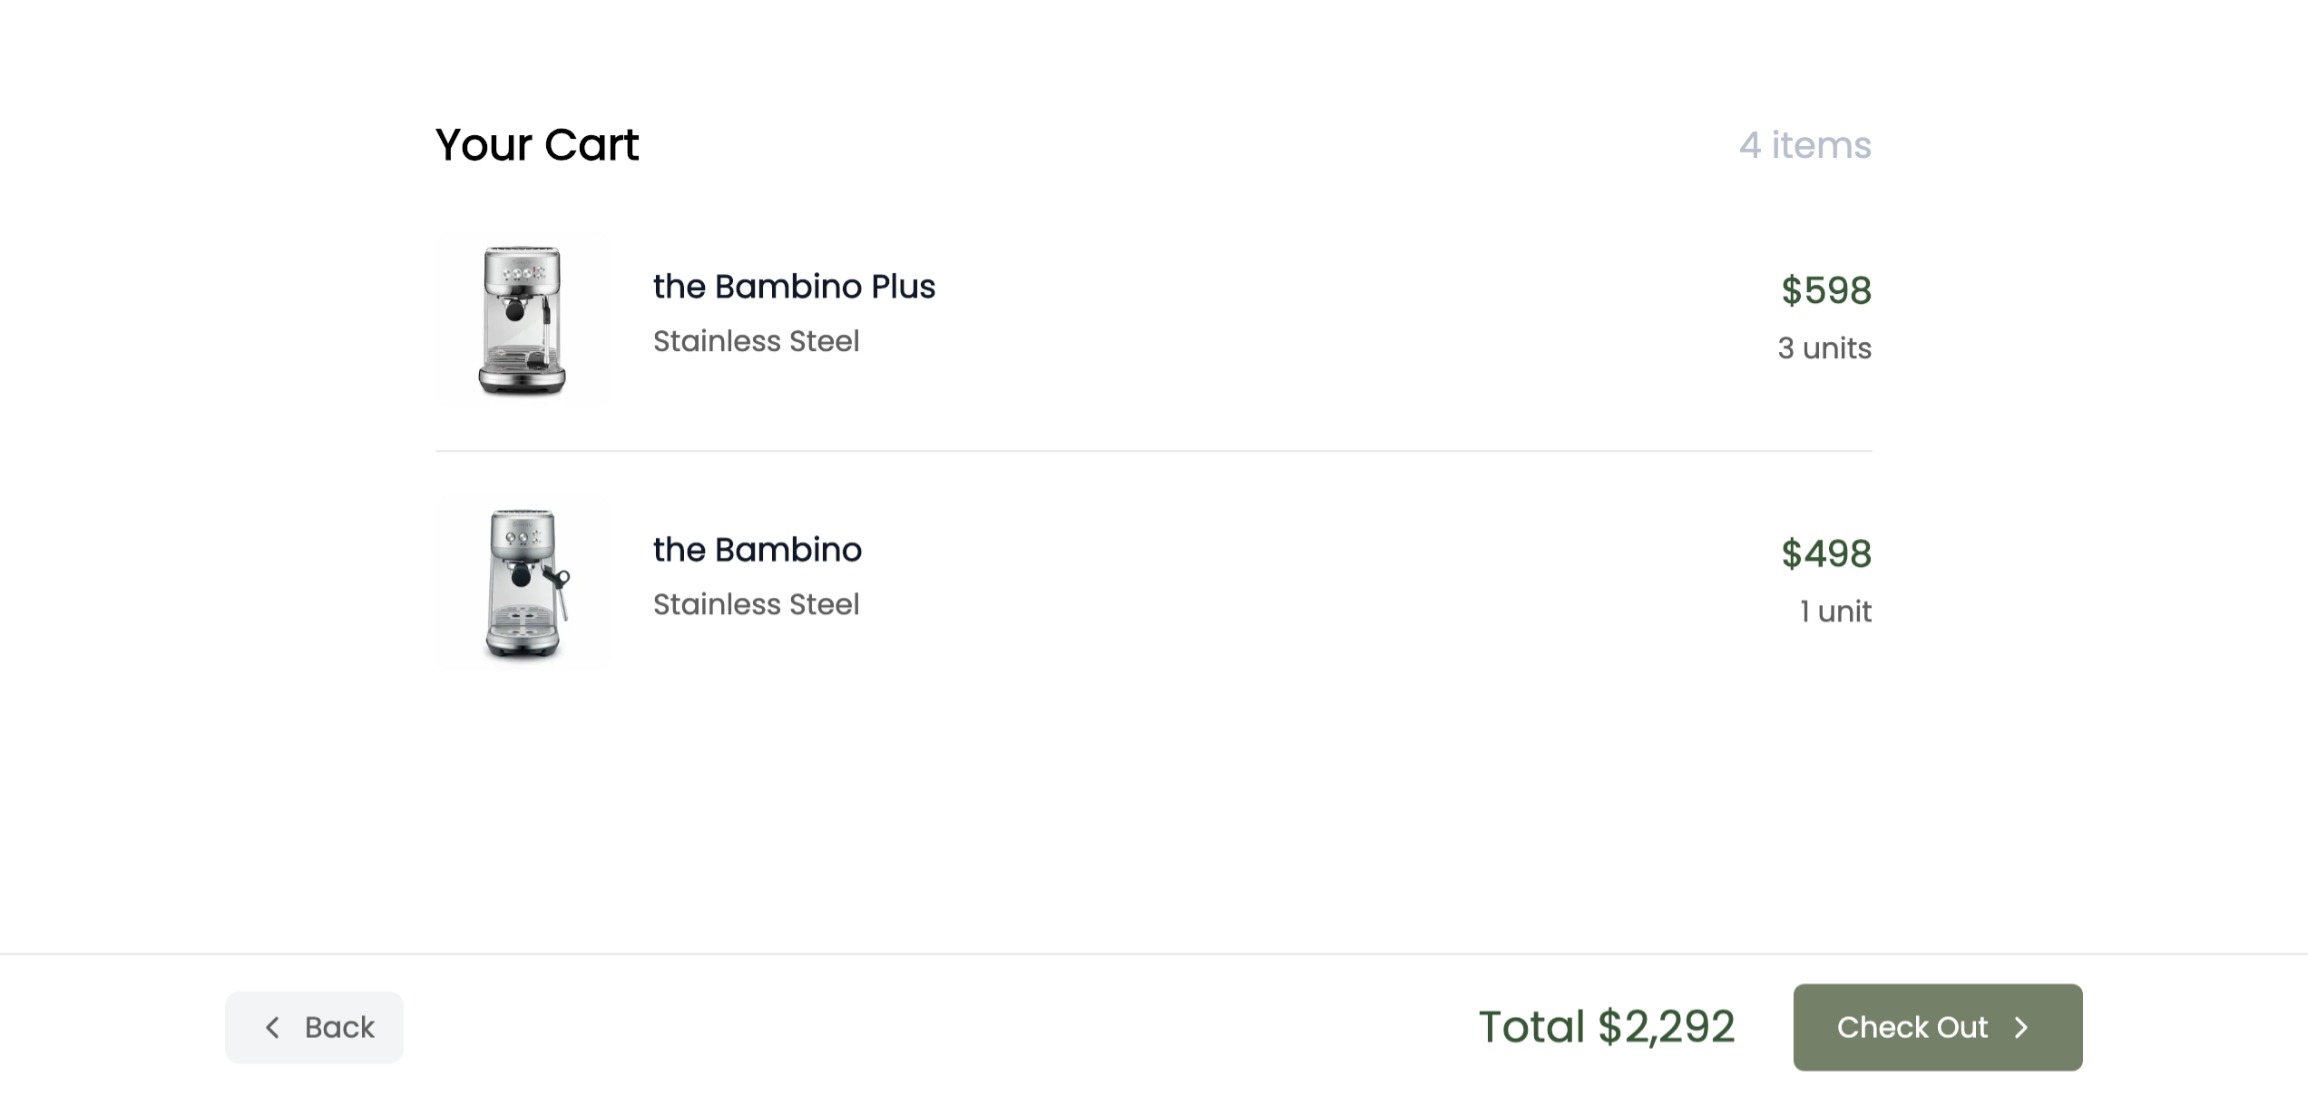 Your Cart
4 items
the Bambino Plus
Stainless Steel
$598
3 units
the Bambino
Stainless Steel
$498
1 unit
Back
Total $2,292
Check Out